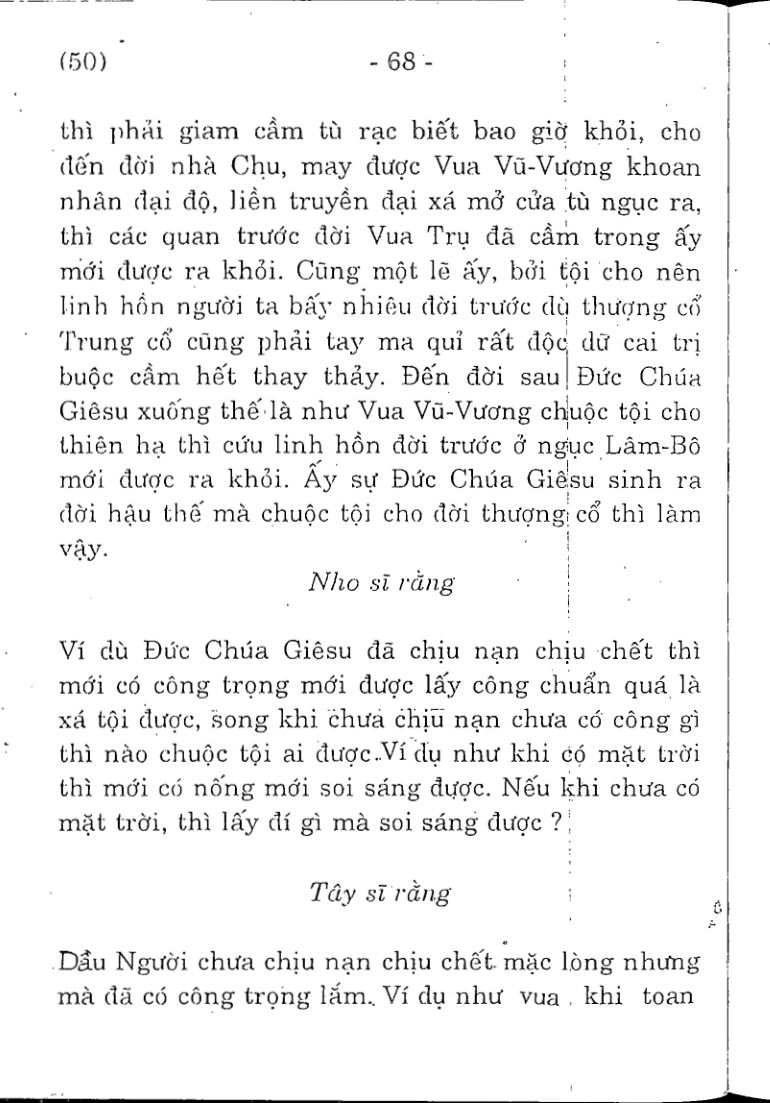 (50) - 68 -
thì phải giam cầm tù rạc biết bao giờ khỏi, cho
đến đời nhà Chu, may được Vua Vũ-Vương khoan
nhân đại độ, liền truyền đại xá mở cửa tù ngục ra,
thì các quan trước đời Vua Trụ đã cầm trong ấy
mới được ra khỏi. Cũng một lẽ ấy, bởi tội cho nên
linh hồn người ta bấy nhiêu đời trước dù thượng cổ
Trung cổ cũng phải tay ma quỉ rất độc dữ cai trị
buộc cầm hết thay thảy. Đến đời sau Đức Chúa
Giêsu xuống thế là như Vua Vũ-Vương chuộc tội cho
thiên hạ thì cứu linh hồn đời trước ở ngục Lâm-Bô
mới được ra khỏi. Ấy sự Đức Chúa Giêsu sinh ra
đời hậu thế mà chuộc tội cho đời thượng cổ thì làm
vậy.
Nho sĩ rằng
Ví dù Đức Chúa Giêsu đã chịu nạn chịu chết thì
mới có công trọng mới được lấy công chuẩn quá là
xá tội được, song khi chưa chịu nạn chưa có công gì
thì nào chuộc tội ai được. Ví dụ như khi có mặt trời
thì mới có nống mới soi sáng được. Nếu khi chưa có
mặt trời, thì lấy đí gì mà soi sáng được ?
Tây sĩ rằng
Dầu Người chưa chịu nạn chịu chết mặc lòng nhưng
mà đã có công trọng lắm. Ví dụ như vua khi toan